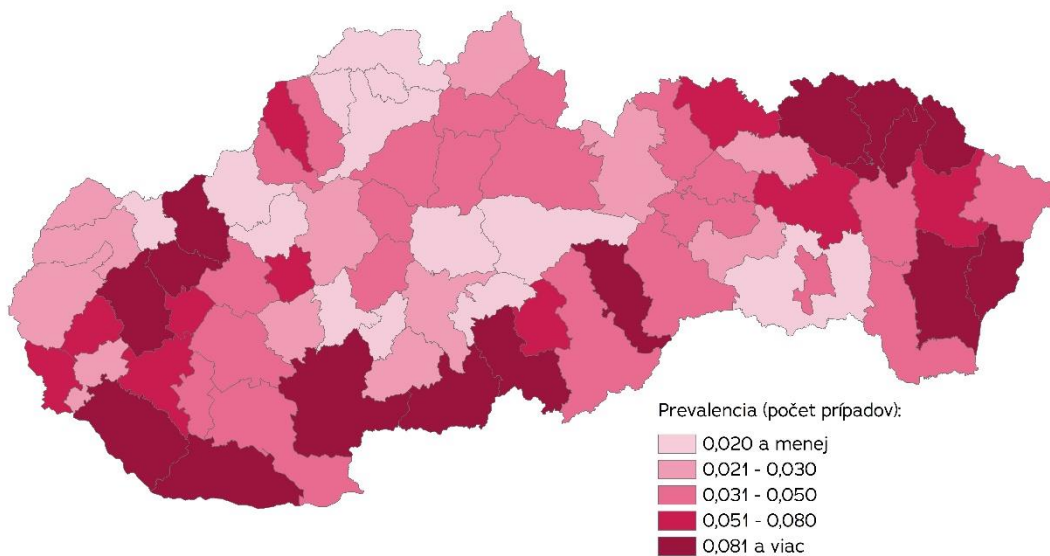 Prevalencia (počet prípadov):
0,020 a menej
0,021 - 0,030
0,031 - 0,050
0,051 - 0,080
0,081 a viac